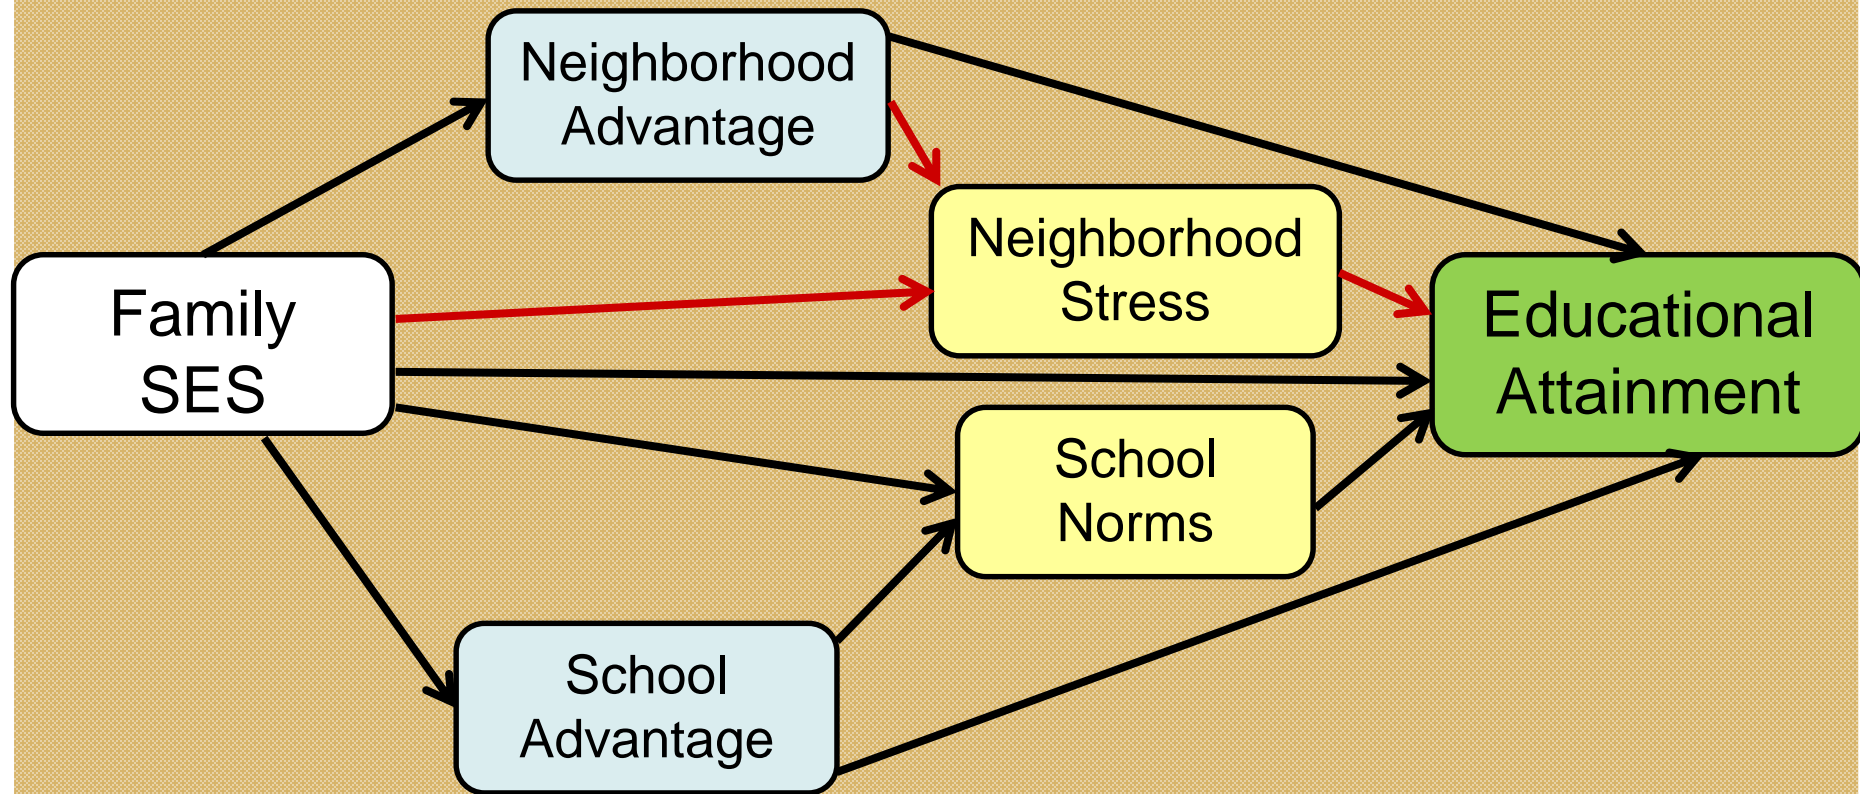 Neighborhood
Advantage
Neighborhood
Stress
Family
SES
Educational
Attainment
School
Norms
School
Advantage